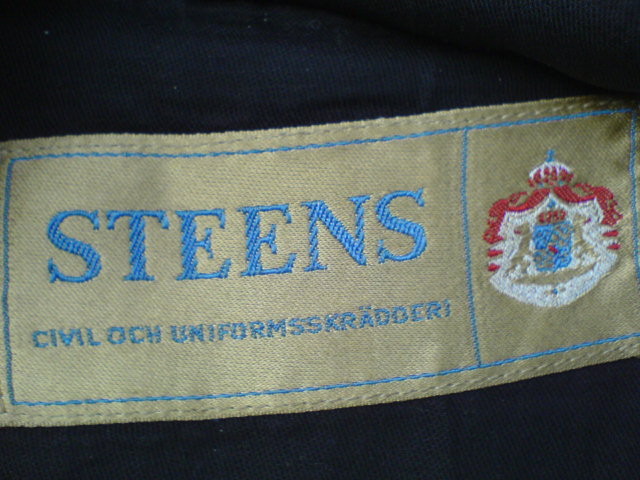 STEENS
CIVIL OCH UNIFORMSSKRÄDDERI